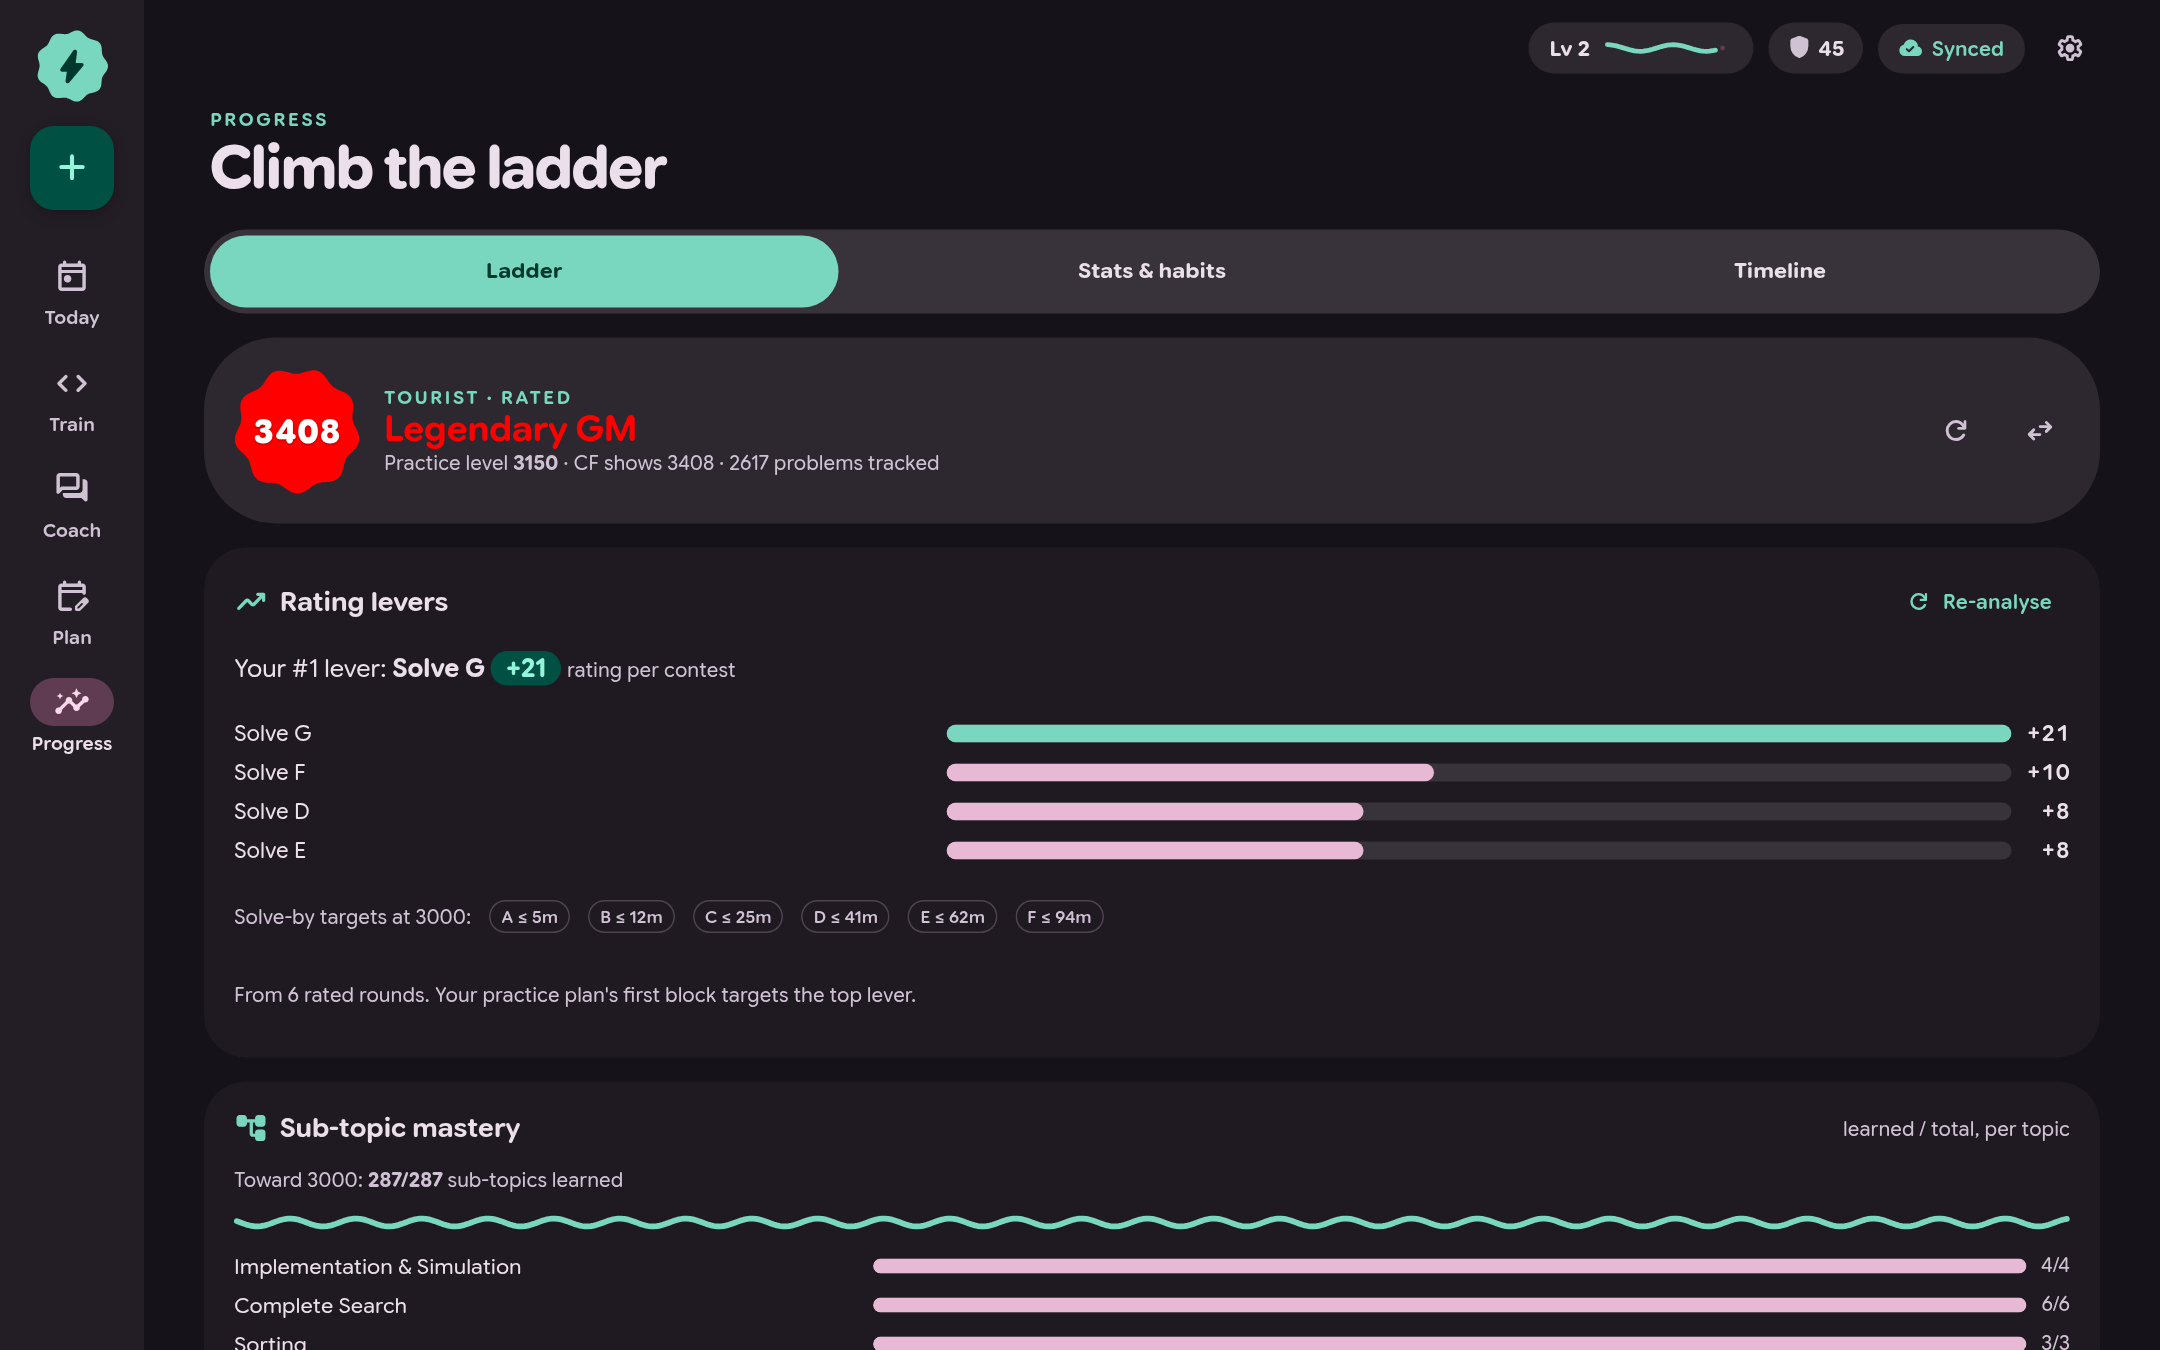 Lv 2
45
Synced
PROGRESS
Climb the ladder
Today
Train
Coach
Plan
Progress
Ladder
Stats & habits
Timeline
3408
TOURIST · RATED
Legendary GM
Practice level 3150 · CF shows 3408 · 2617 problems tracked
Rating levers
Re-analyse
Your #1 lever: Solve G +21 rating per contest
Solve G +21
Solve F +10
Solve D +8
Solve E +8
Solve-by targets at 3000: A ≤ 5m B ≤ 12m C ≤ 25m D ≤ 41m E ≤ 62m F ≤ 94m
From 6 rated rounds. Your practice plan's first block targets the top lever.
Sub-topic mastery
learned / total, per topic
Toward 3000: 287/287 sub-topics learned
Implementation & Simulation 4/4
Complete Search 6/6
Sorting 3/3